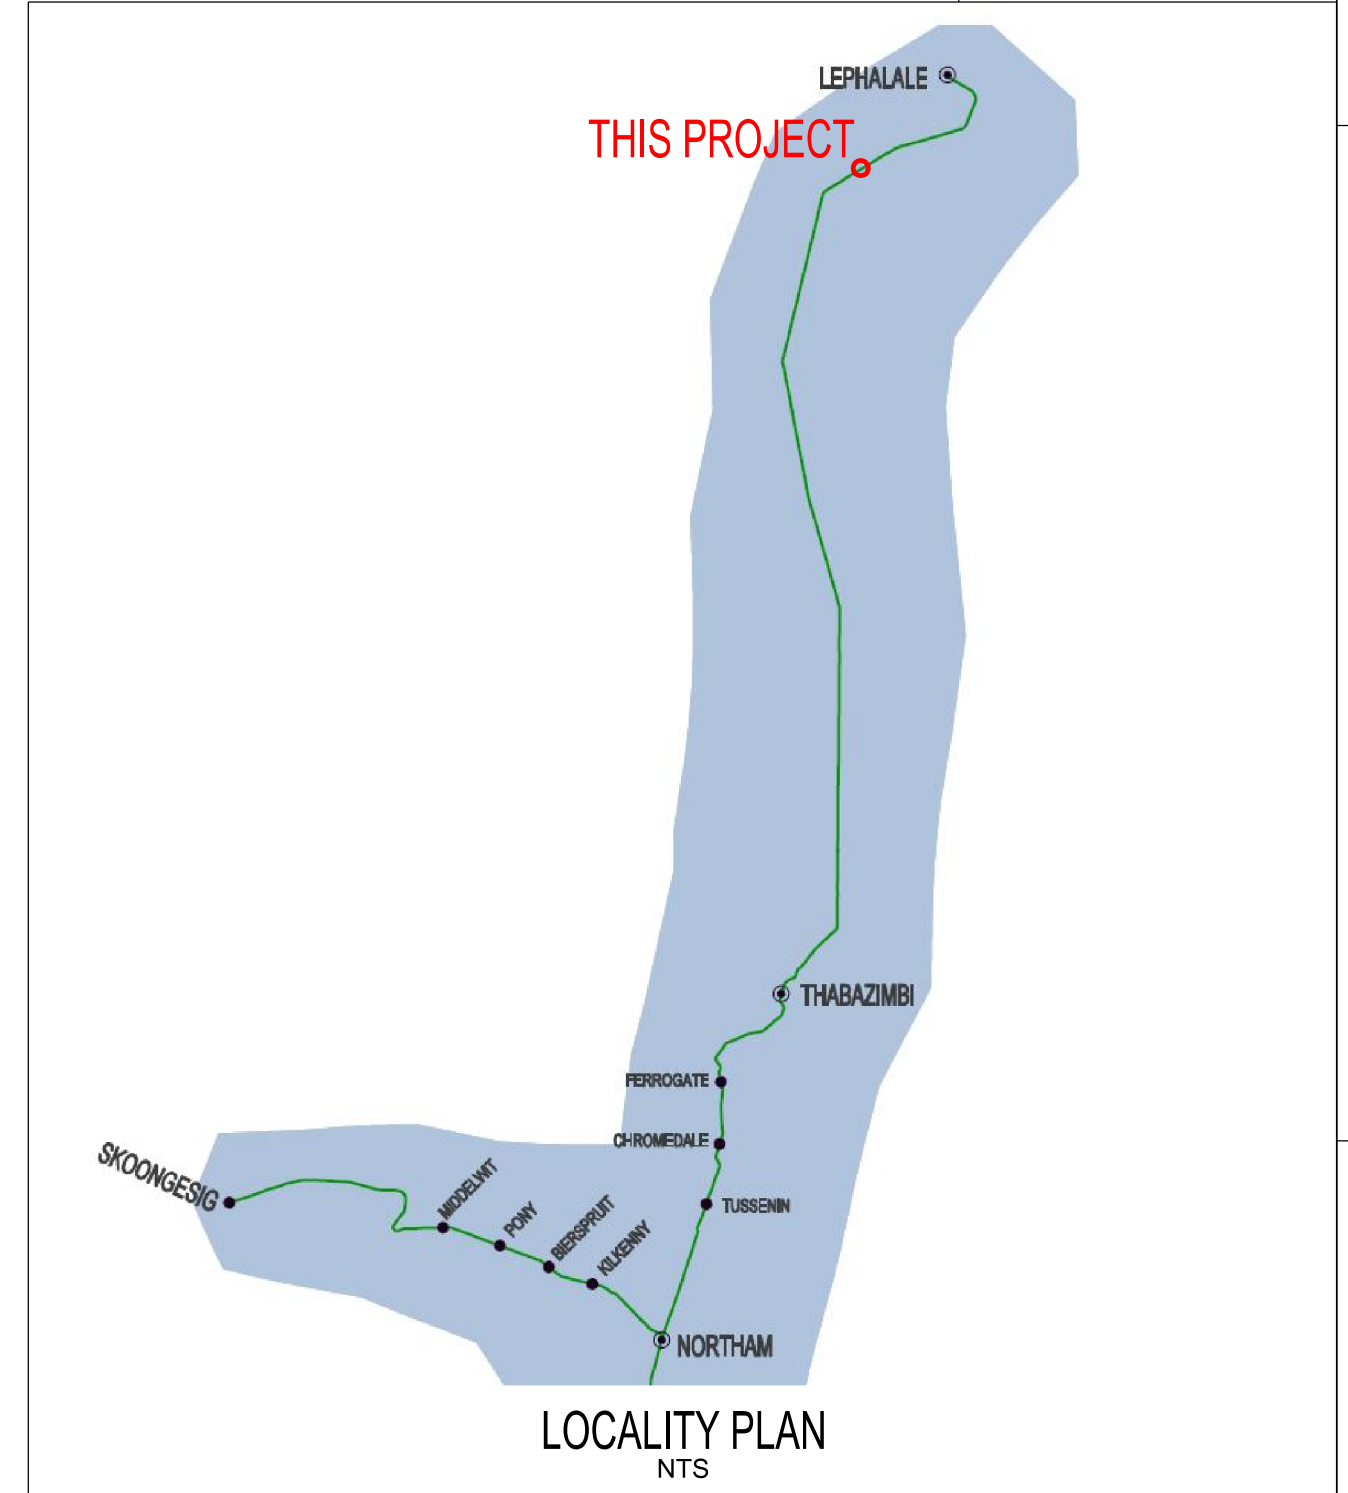 LEPHALALE
THIS PROJECT
THABAZIMBI
FERROGATE
CHROMEDALE
SKOONGESIG
MIDDELWIT
PONY
BIERSPRUIT
KILKENNY
TUSSENIN
NORTHAM
LOCALITY PLAN
NTS